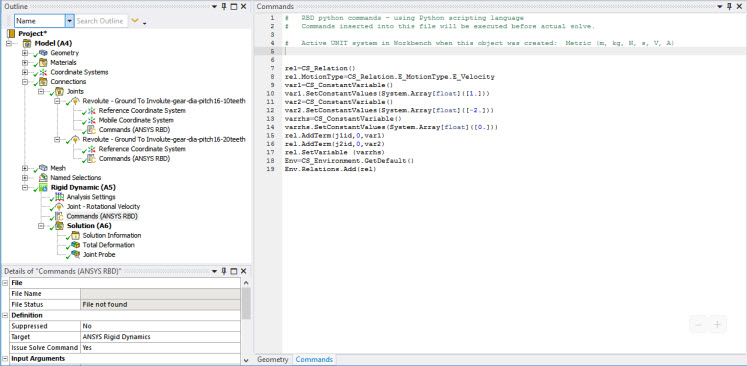 Outline
Name
Search Outline
Project*
Model (A4)
Geometry
Materials
Coordinate Systems
Connections
Joints
Revolute - Ground To Involute-gear-dia-pitch16-10teeth
Reference Coordinate System
Mobile Coordinate System
Commands (ANSYS RBD)
Revolute - Ground To Involute-gear-dia-pitch16-20teeth
Reference Coordinate System
Commands (ANSYS RBD)
Mesh
Named Selections
Rigid Dynamic (A5)
Analysis Settings
Joint - Rotational Velocity
Commands (ANSYS RBD)
Solution (A6)
Solution Information
Total Deformation
Joint Probe
Details of "Commands (ANSYS RBD)"
File
File Name
File Status File not found
Definition
Suppressed No
Target ANSYS Rigid Dynamics
Issue Solve Command Yes
Input Arguments
Commands
1 # RBD python commands - using Python scripting language
2 # Commands inserted into this file will be executed before actual solve.
3
4 # Active UNIT system in Workbench when this object was created: Metric (m, kg, N, s, V, A)
5
6
7 rel=CS_Relation()
8 rel.MotionType=CS_Relation.E_MotionType.E_Velocity
9 var1=CS_ConstantVariable()
10 var1.SetConstantValues(System.Array[float]([1.]))
11 var2=CS_ConstantVariable()
12 var2.SetConstantValues(System.Array[float]([-2.]))
13 varrhs=CS_ConstantVariable()
14 varrhs.SetConstantValues(System.Array[float]([0.]))
15 rel.AddTerm(j1id,0,var1)
16 rel.AddTerm(j2id,0,var2)
17 rel.SetVariable (varrhs)
18 Env=CS_Environment.GetDefault()
19 Env.Relations.Add(rel)
Geometry Commands